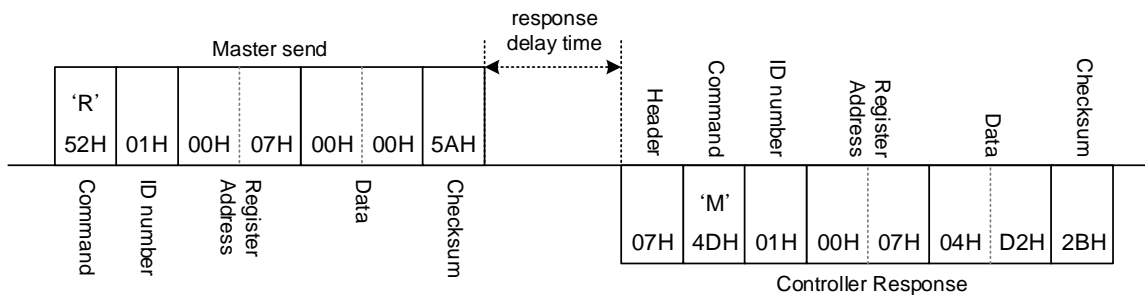 response
delay time
Master send
'R'
52H 01H 00H 07H 00H 00H 5AH
Command
ID number
Register
Address
Data
Checksum
Header
Command
ID number
Register
Address
Data
Checksum
'M'
07H 4DH 01H 00H 07H 04H D2H 2BH
Controller Response